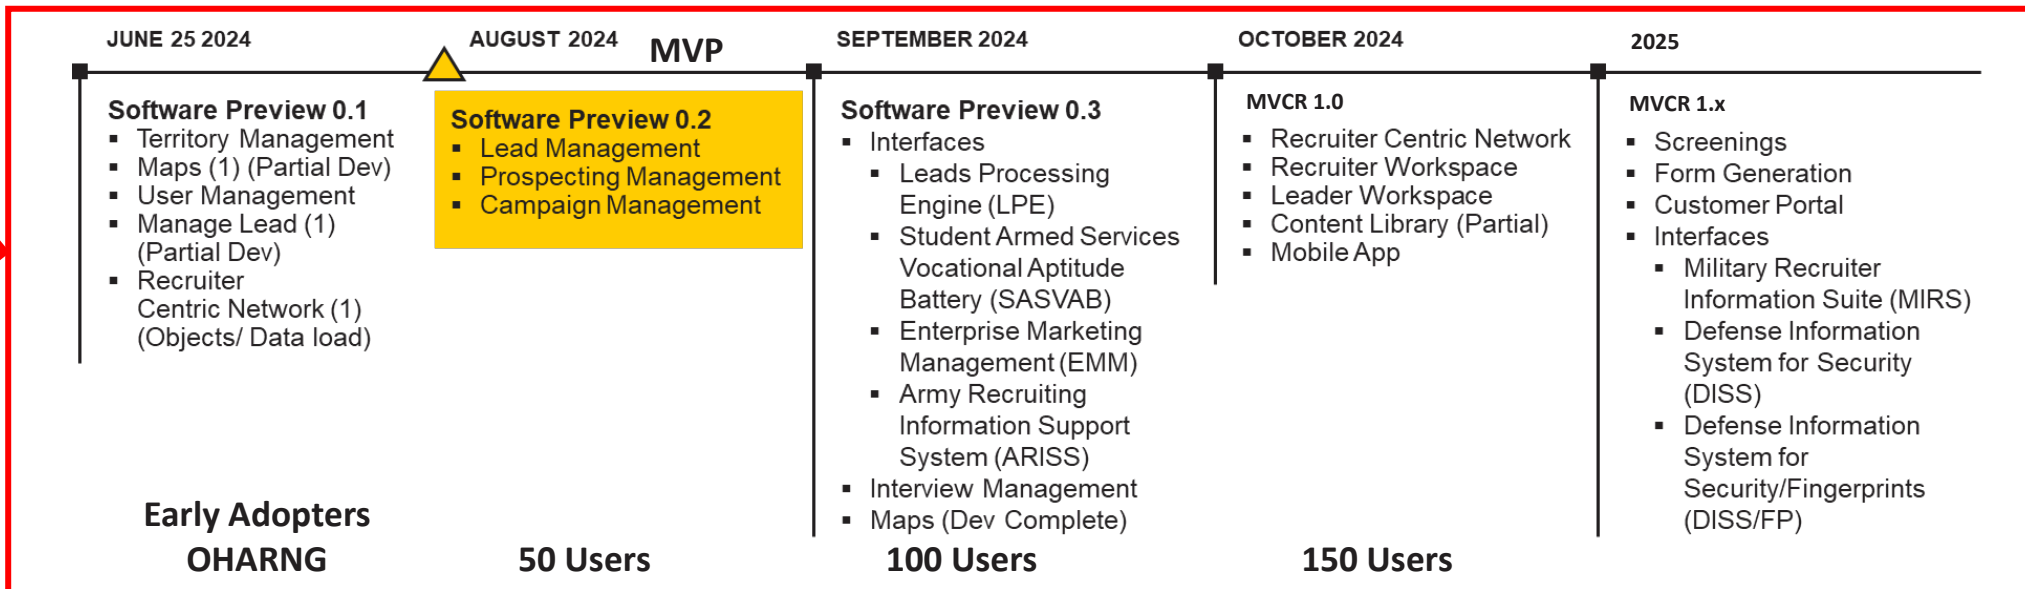 JUNE 25 2024
AUGUST 2024
MVP
SEPTEMBER 2024
OCTOBER 2024
2025
Software Preview 0.1
▪ Territory Management
▪ Maps (1) (Partial Dev)
▪ User Management
▪ Manage Lead (1)
(Partial Dev)
▪ Recruiter
Centric Network (1)
(Objects/ Data load)
Early Adopters
OHARNG
Software Preview 0.2
▪ Lead Management
▪ Prospecting Management
▪ Campaign Management
50 Users
Software Preview 0.3
▪ Interfaces
▪ Leads Processing
Engine (LPE)
▪ Student Armed Services
Vocational Aptitude
Battery (SASVAB)
▪ Enterprise Marketing
Management (EMM)
▪ Army Recruiting
Information Support
System (ARISS)
▪ Interview Management
▪ Maps (Dev Complete)
100 Users
MVCR 1.0
▪ Recruiter Centric Network
▪ Recruiter Workspace
▪ Leader Workspace
▪ Content Library (Partial)
▪ Mobile App
150 Users
MVCR 1.x
▪ Screenings
▪ Form Generation
▪ Customer Portal
▪ Interfaces
▪ Military Recruiter
Information Suite (MIRS)
▪ Defense Information
System for Security
(DISS)
▪ Defense Information
System for
Security/Fingerprints
(DISS/FP)